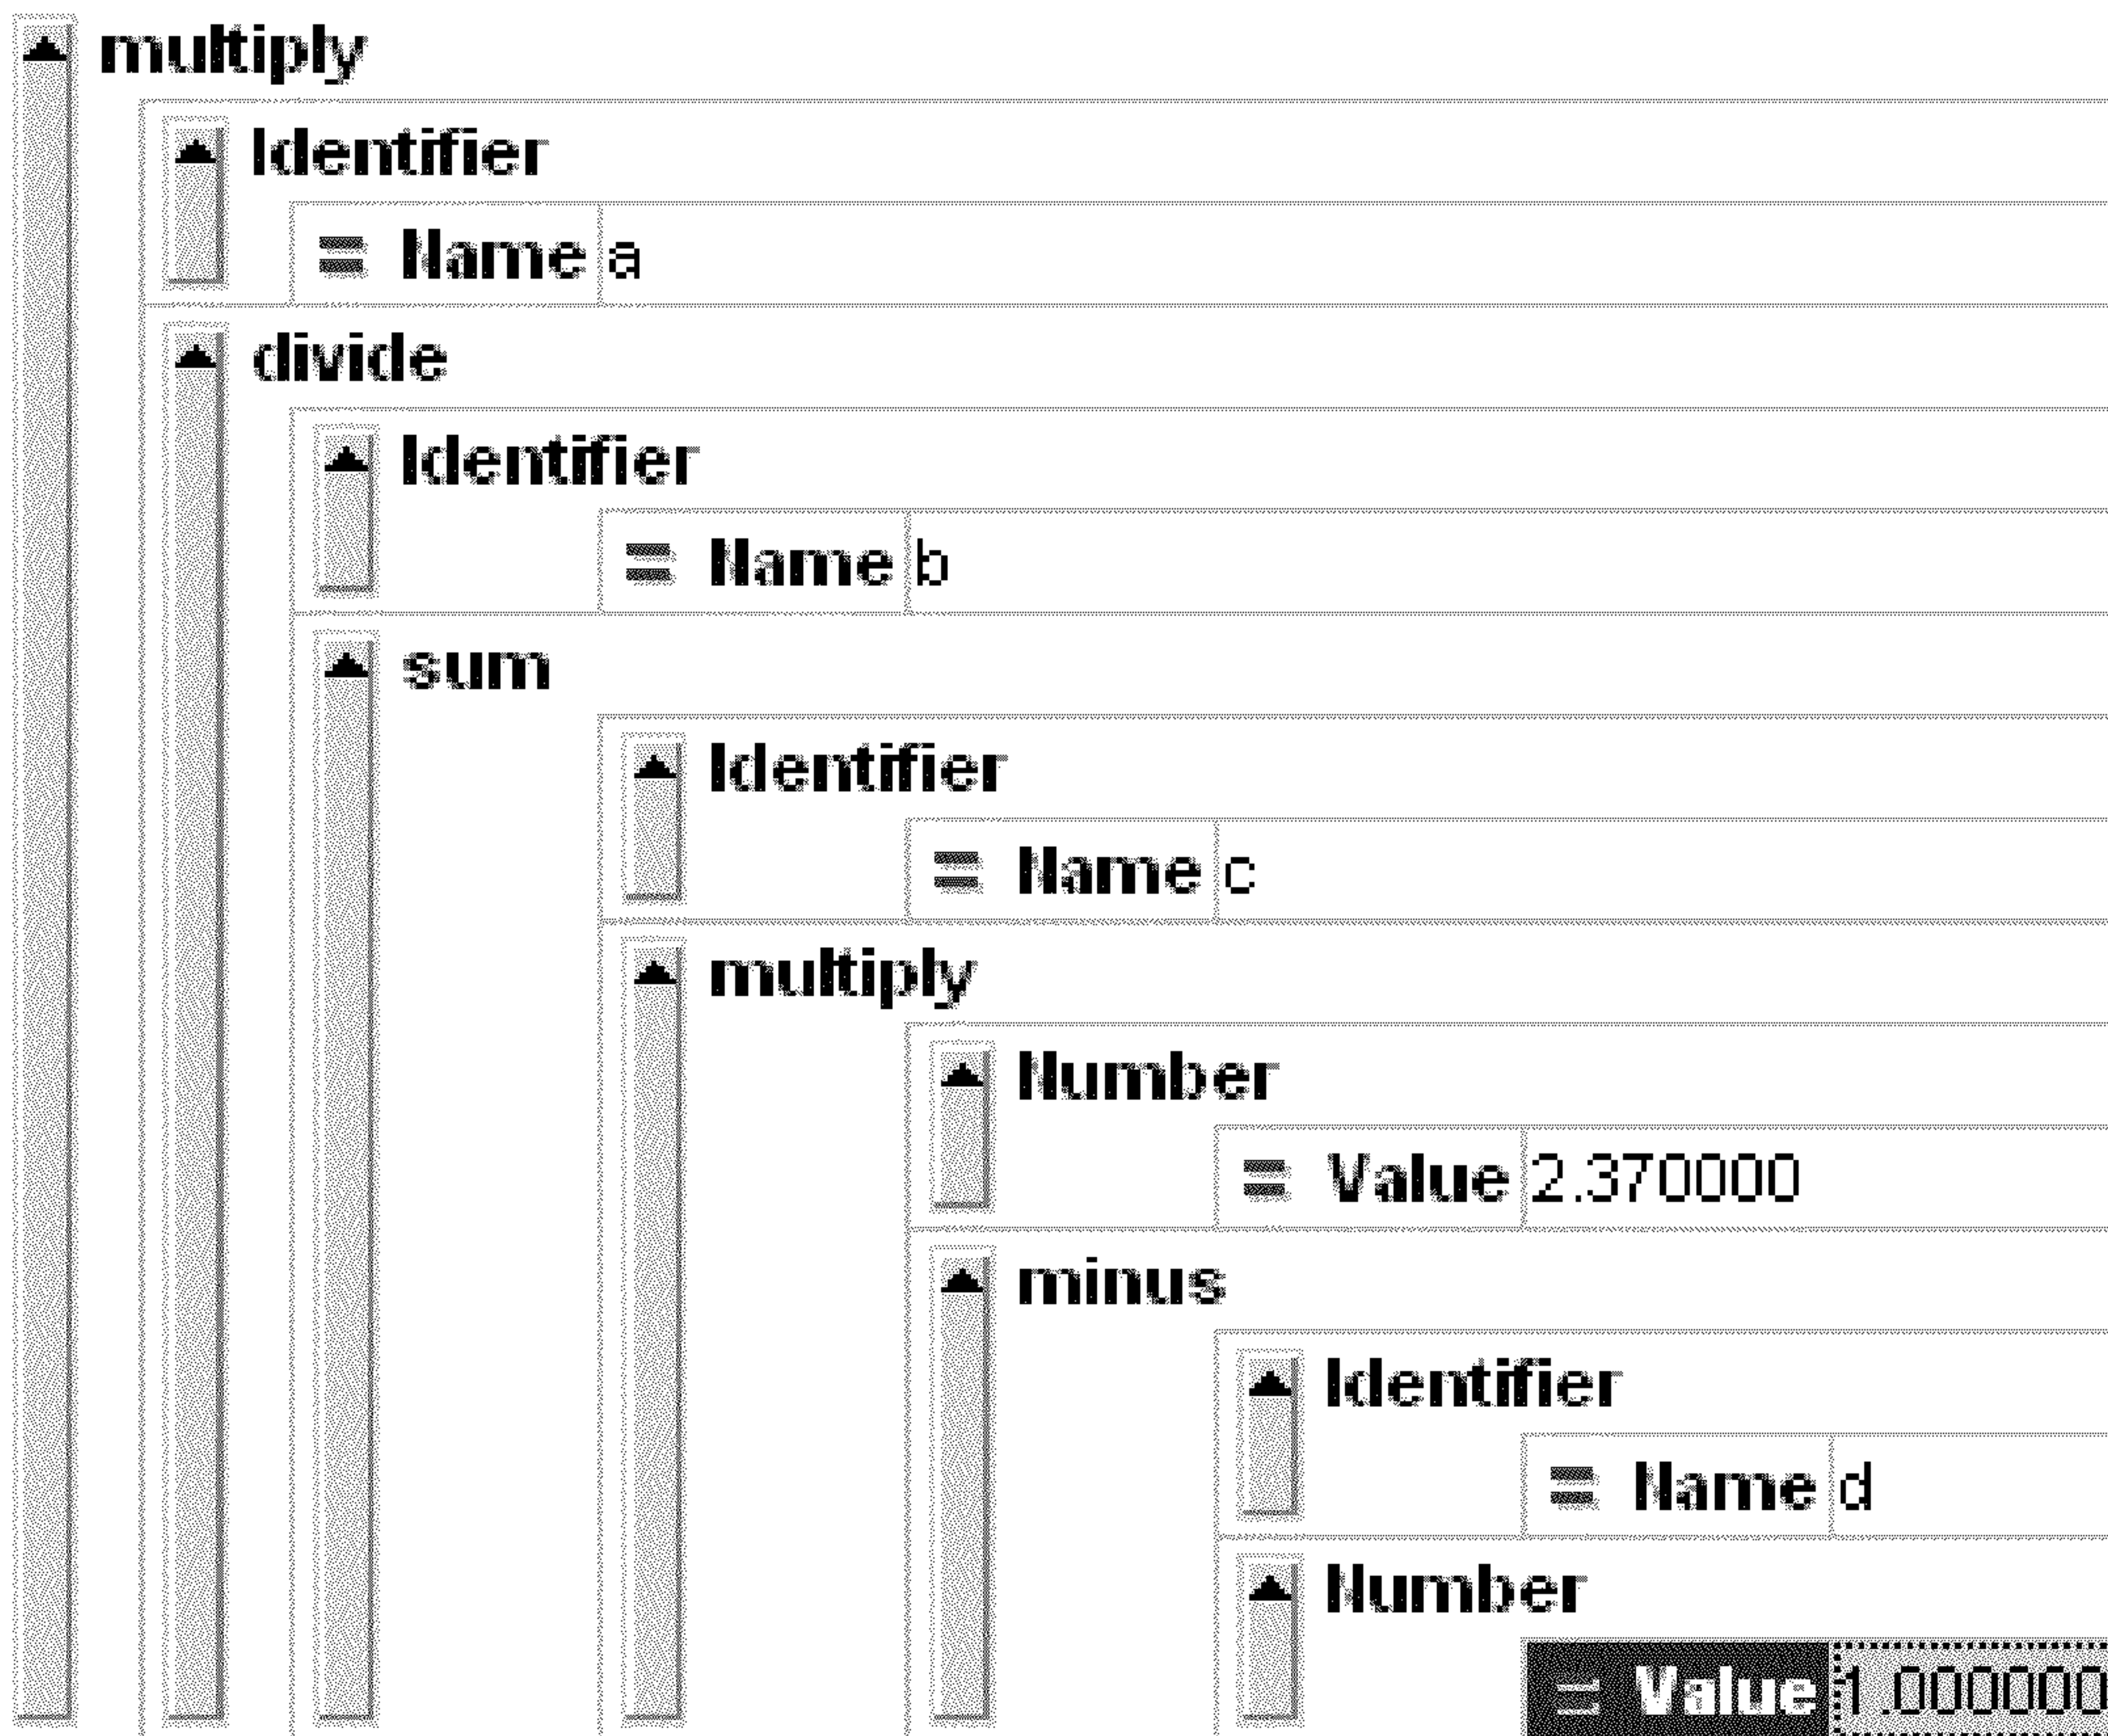 multiply
Identifier
= Name a
divide
Identifier
= Name b
sum
Identifier
= Name c
multiply
Number
= Value 2.370000
minus
Identifier
= Name d
Number
= Value 1.000000